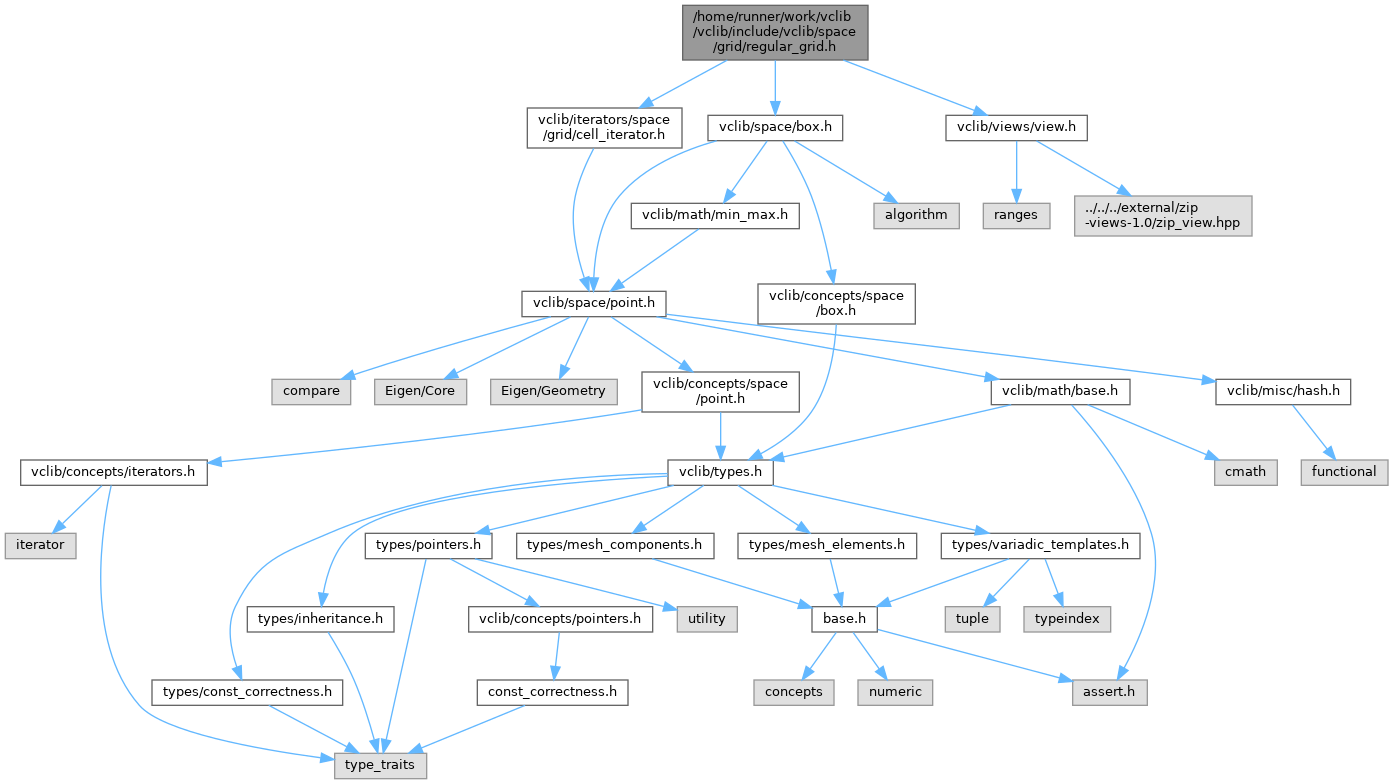 /home/runner/work/vclib
/vclib/include/vclib/space
/grid/regular_grid.h
vclib/iterators/space
/grid/cell_iterator.h
vclib/space/box.h
vclib/views/view.h
vclib/math/min_max.h
algorithm
ranges
../../../external/zip
-views-1.0/zip_view.hpp
vclib/space/point.h
vclib/concepts/space
/box.h
compare
Eigen/Core
Eigen/Geometry
vclib/concepts/space
/point.h
vclib/math/base.h
vclib/misc/hash.h
vclib/concepts/iterators.h
vclib/types.h
cmath
functional
iterator
types/pointers.h
types/mesh_components.h
types/mesh_elements.h
types/variadic_templates.h
types/inheritance.h
vclib/concepts/pointers.h
utility
base.h
tuple
typeindex
types/const_correctness.h
const_correctness.h
concepts
numeric
assert.h
type_traits